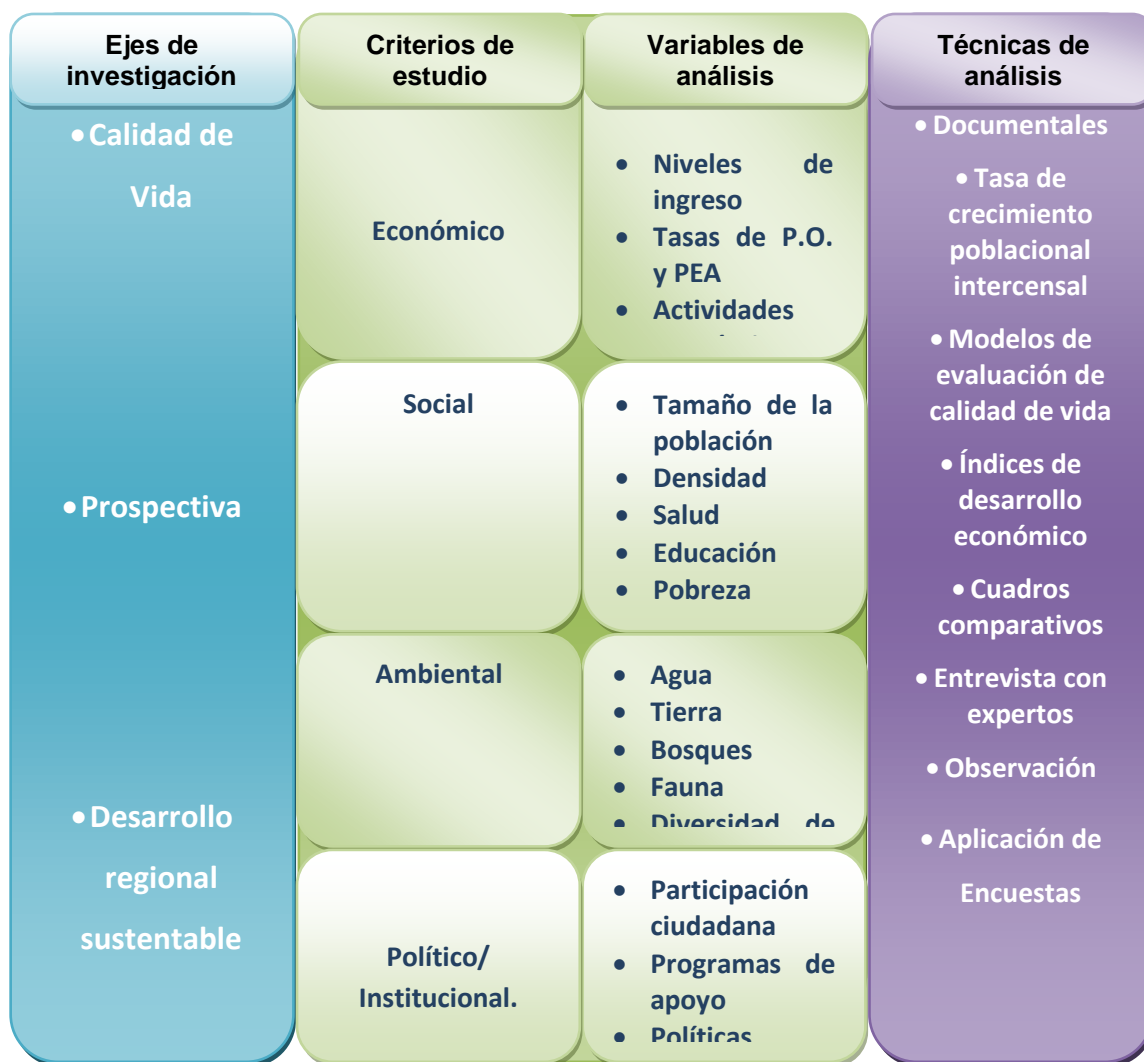 Ejes de
investigación
Criterios de
estudio
Variables de
análisis
Técnicas de
análisis
• Calidad de
Vida
• Prospectiva
• Desarrollo
regional
sustentable
Económico
• Niveles de
ingreso
• Tasas de P.O.
y PEA
• Actividades
Social
• Tamaño de la
población
• Densidad
• Salud
• Educación
• Pobreza
Ambiental
• Agua
• Tierra
• Bosques
• Fauna
• Diversidad de
Político/
Institucional.
• Participación
ciudadana
• Programas de
apoyo
• Políticas
• Documentales
• Tasa de
crecimiento
poblacional
intercensal
• Modelos de
evaluación de
calidad de vida
• Índices de
desarrollo
económico
• Cuadros
comparativos
• Entrevista con
expertos
• Observación
• Aplicación de
Encuestas